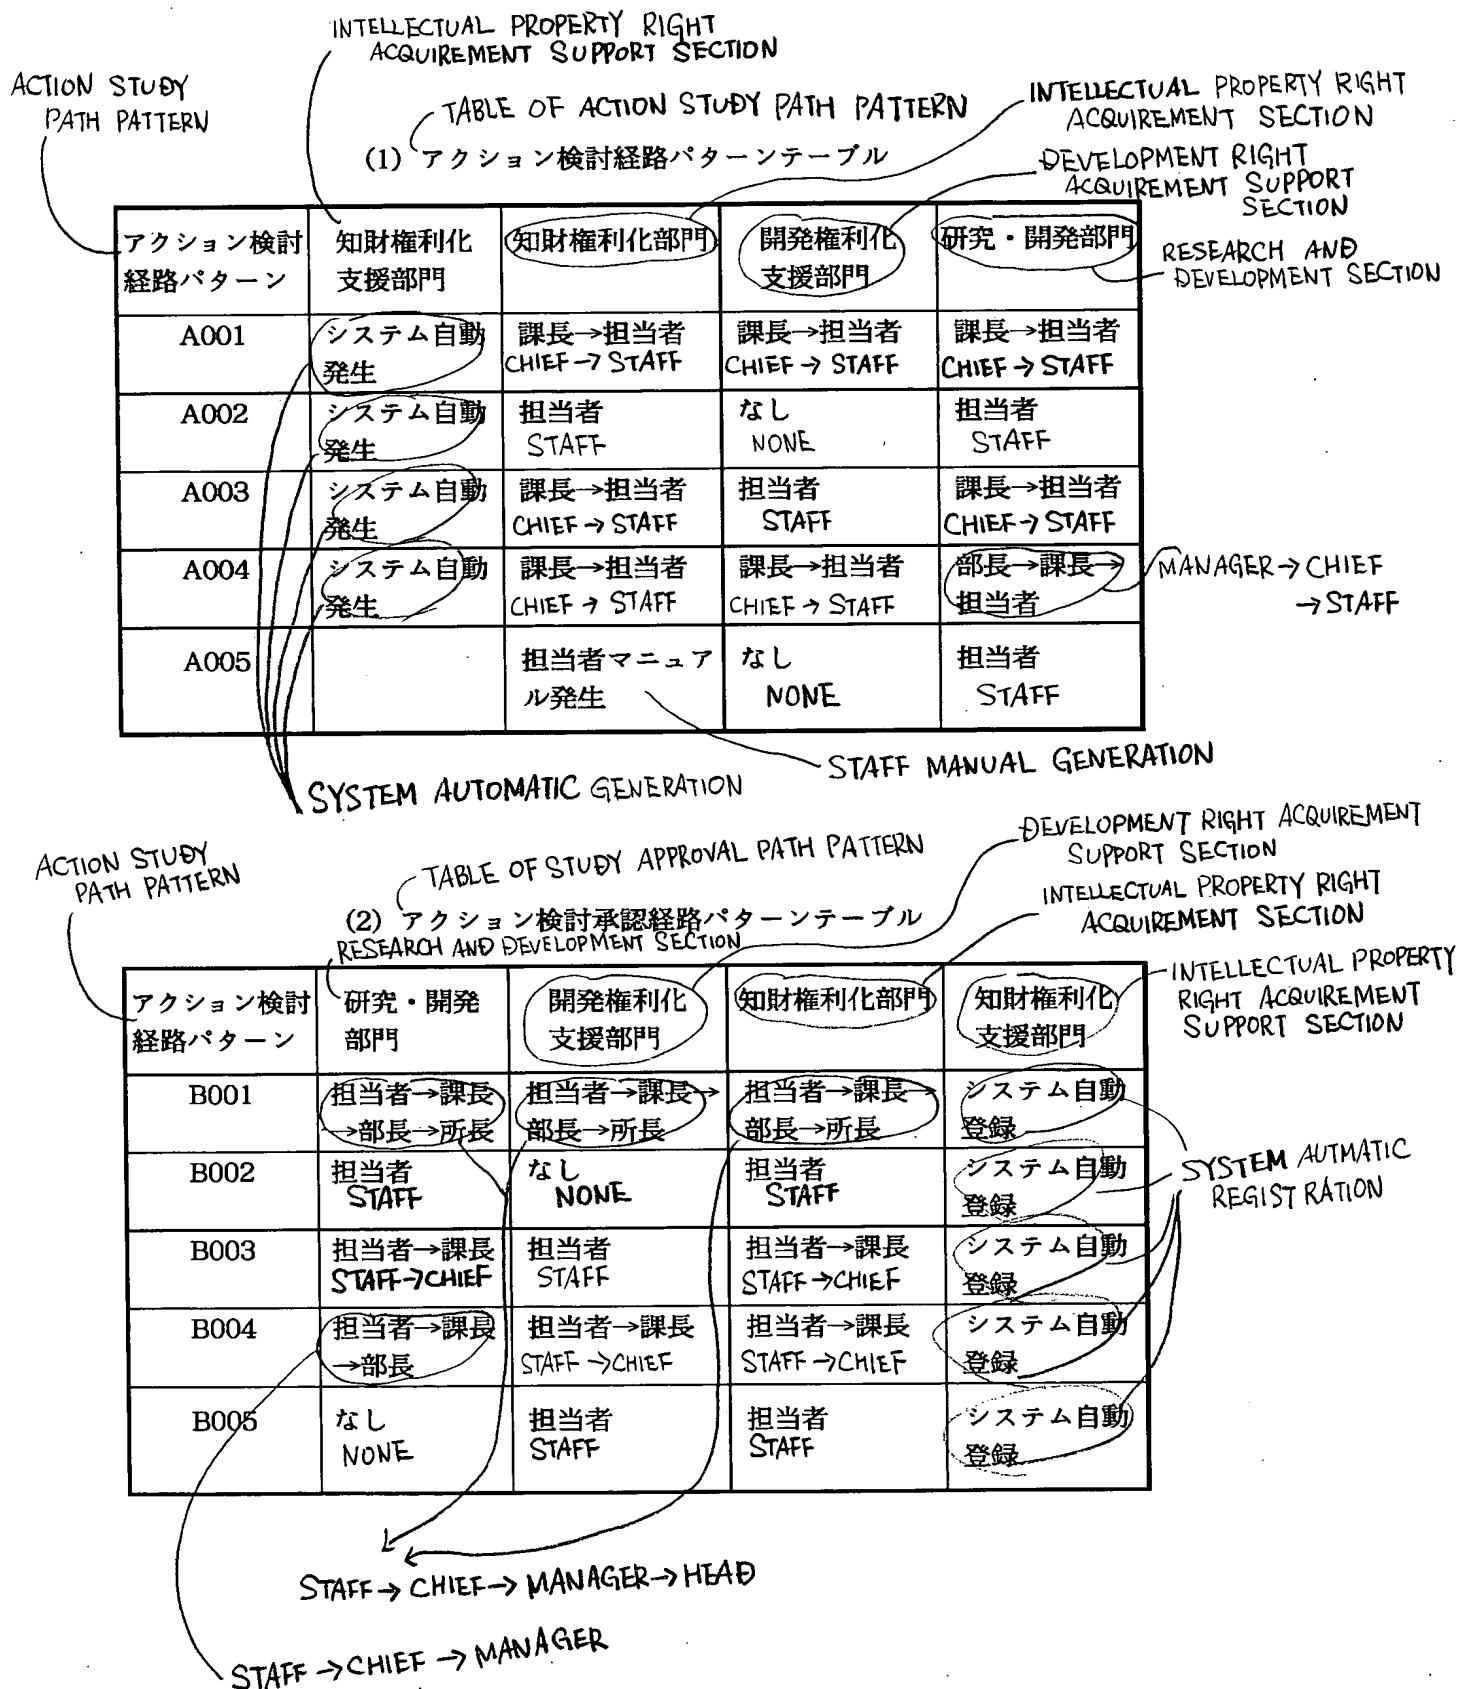 INTELLECTUAL PROPERTY RIGHT
ACQUIREMENT SUPPORT SECTION
ACTION STUDY
PATH PATTERN
TABLE OF ACTION STUDY PATH PATTERN
INTELLECTUAL PROPERTY RIGHT
ACQUIREMENT SECTION
(1) アクション検討経路パターンテーブル
DEVELOPMENT RIGHT
ACQUIREMENT SUPPORT
SECTION
アクション検討
経路パターン
知財権利化
支援部門
知財権利化部門
開発権利化
支援部門
研究・開発部門
RESEARCH AND
DEVELOPMENT SECTION
A001
システム自動
発生
課長→担当者
CHIEF→STAFF
課長→担当者
CHIEF→STAFF
課長→担当者
CHIEF→STAFF
A002
システム自動
発生
担当者
STAFF
なし
NONE
担当者
STAFF
A003
システム自動
発生
課長→担当者
CHIEF→STAFF
担当者
STAFF
課長→担当者
CHIEF→STAFF
A004
システム自動
発生
課長→担当者
CHIEF→STAFF
課長→担当者
CHIEF→STAFF
部長→課長→
担当者
MANAGER→CHIEF
→STAFF
A005
担当者マニュア
ル発生
なし
NONE
担当者
STAFF
STAFF MANUAL GENERATION
SYSTEM AUTOMATIC GENERATION
ACTION STUDY
PATH PATTERN
TABLE OF STUDY APPROVAL PATH PATTERN
DEVELOPMENT RIGHT ACQUIREMENT
SUPPORT SECTION
INTELLECTUAL PROPERTY RIGHT
ACQUIREMENT SECTION
(2) アクション検討承認経路パターンテーブル
RESEARCH AND DEVELOPMENT SECTION
INTELLECTUAL PROPERTY
RIGHT ACQUIREMENT
SUPPORT SECTION
アクション検討
経路パターン
研究・開発
部門
開発権利化
支援部門
知財権利化部門
知財権利化
支援部門
B001
担当者→課長
→部長→所長
担当者→課長→
部長→所長
担当者→課長→
部長→所長
システム自動
登録
B002
担当者
STAFF
なし
NONE
担当者
STAFF
システム自動
登録
SYSTEM AUTMATIC
REGISTRATION
B003
担当者→課長
STAFF→CHIEF
担当者
STAFF
担当者→課長
STAFF→CHIEF
システム自動
登録
B004
担当者→課長
→部長
担当者→課長
STAFF→CHIEF
担当者→課長
STAFF→CHIEF
システム自動
登録
B005
なし
NONE
担当者
STAFF
担当者
STAFF
システム自動
登録
STAFF→CHIEF→MANAGER→HEAD
STAFF→CHIEF→MANAGER